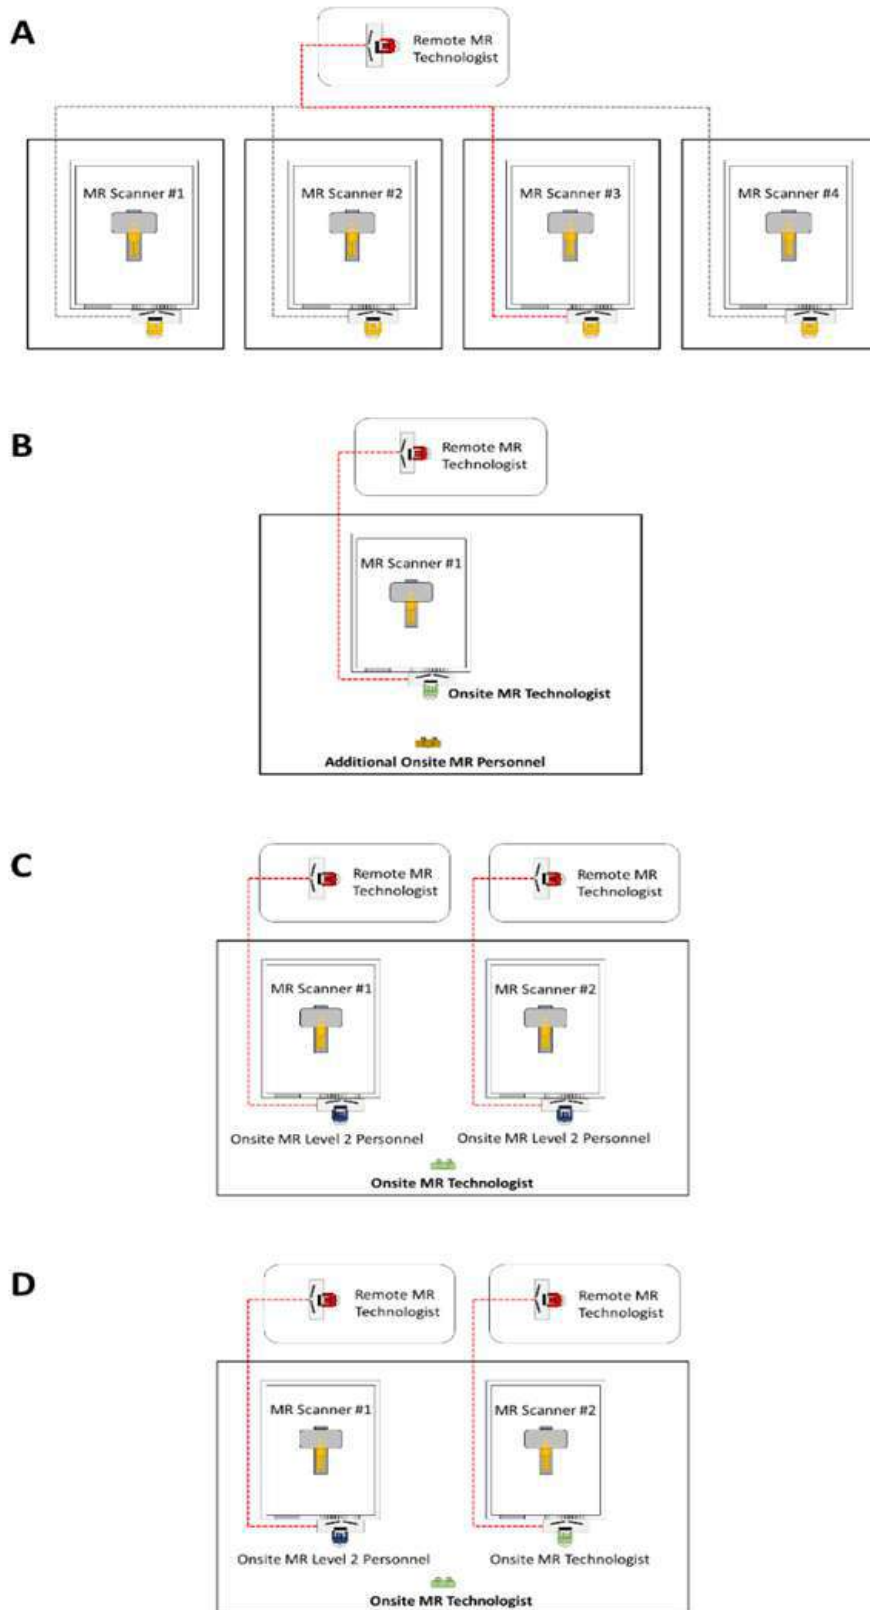 A
Remote MR
Technologist
MR Scanner #1
MR Scanner #2
MR Scanner #3
MR Scanner #4
B
Remote MR
Technologist
MR Scanner #1
Onsite MR Technologist
Additional Onsite MR Personnel
C
Remote MR
Technologist
Remote MR
Technologist
MR Scanner #1
MR Scanner #2
Onsite MR Level 2 Personnel
Onsite MR Level 2 Personnel
Onsite MR Technologist
D
Remote MR
Technologist
Remote MR
Technologist
MR Scanner #1
MR Scanner #2
Onsite MR Level 2 Personnel
Onsite MR Technologist
Onsite MR Technologist